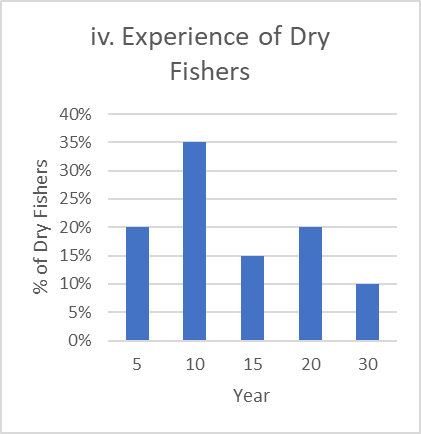 iv. Experience of Dry
Fishers
40%
35%
30%
25%
20%
15%
10%
5%
0%
% of Dry Fishers
5 10 15 20 30
Year